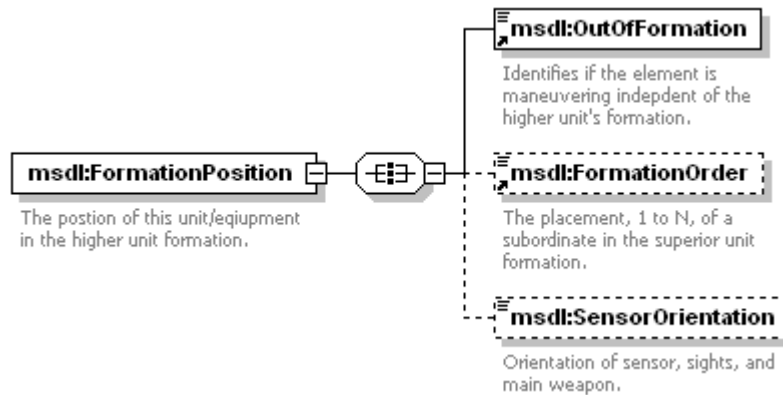 msdl:OutOfFormation
Identifies if the element is
maneuvering indepdent of the
higher unit's formation.
msdl:FormationPosition
The postion of this unit/eqiupment
in the higher unit formation.
msdl:FormationOrder
The placement, 1 to N, of a
subordinate in the superior unit
formation.
msdl:SensorOrientation
Orientation of sensor, sights, and
main weapon.